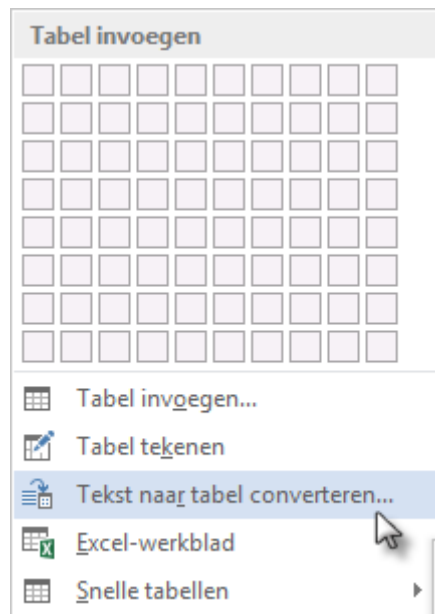 Tabel invoegen
Tabel invoegen...
Tabel tekenen
Tekst naar tabel converteren...
Excel-werkblad
Snelle tabellen